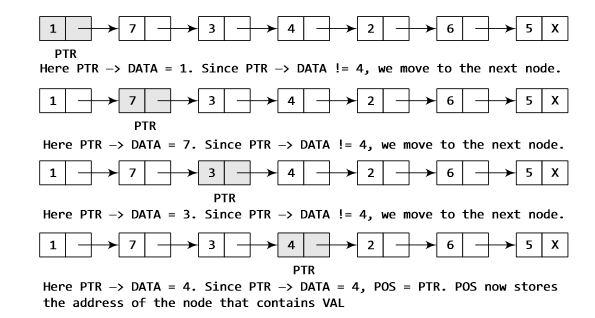 1 7 3 4 2 6 5 X
PTR
Here PTR —> DATA = 1. Since PTR —> DATA != 4, we move to the next node.
1 7 3 4 2 6 5 X
PTR
Here PTR —> DATA = 7. Since PTR —> DATA != 4, we move to the next node.
1 7 3 4 2 6 5 X
PTR
Here PTR —> DATA = 3. Since PTR —> DATA != 4, we move to the next node.
1 7 3 4 2 6 5 X
PTR
Here PTR —> DATA = 4. Since PTR —> DATA = 4, POS = PTR. POS now stores
the address of the node that contains VAL